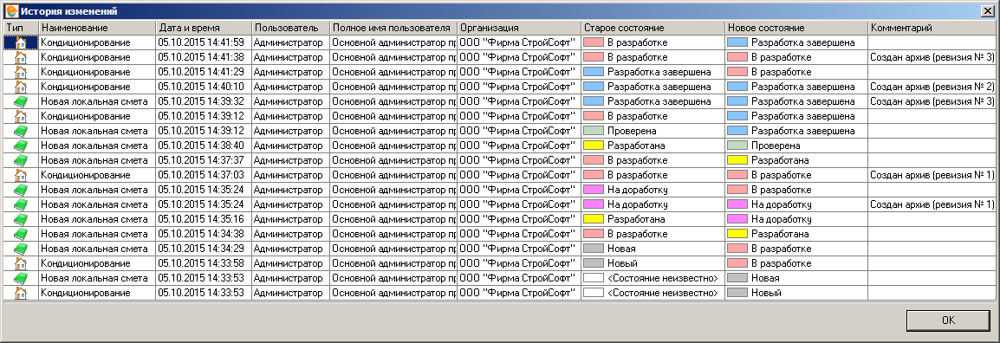 История изменений
Тип Наименование Дата и время Пользователь Полное имя пользователя Организация Старое состояние Новое состояние Комментарий
Кондиционирование 05.10.2015 14:41:59 Администратор Основной администратор пр ООО "Фирма СтройСофт" В разработке Разработка завершена
Кондиционирование 05.10.2015 14:41:38 Администратор Основной администратор пр ООО "Фирма СтройСофт" В разработке В разработке Создан архив (ревизия № 3)
Кондиционирование 05.10.2015 14:41:29 Администратор Основной администратор пр ООО "Фирма СтройСофт" Разработка завершена В разработке
Кондиционирование 05.10.2015 14:40:10 Администратор Основной администратор пр ООО "Фирма СтройСофт" Разработка завершена Разработка завершена Создан архив (ревизия № 2)
Новая локальная смета 05.10.2015 14:39:32 Администратор Основной администратор пр ООО "Фирма СтройСофт" Разработка завершена Разработка завершена Создан архив (ревизия № 3)
Кондиционирование 05.10.2015 14:39:12 Администратор Основной администратор пр ООО "Фирма СтройСофт" В разработке Разработка завершена
Новая локальная смета 05.10.2015 14:39:12 Администратор Основной администратор пр ООО "Фирма СтройСофт" Проверена Разработка завершена
Новая локальная смета 05.10.2015 14:38:40 Администратор Основной администратор пр ООО "Фирма СтройСофт" Разработана Проверена
Новая локальная смета 05.10.2015 14:37:37 Администратор Основной администратор пр ООО "Фирма СтройСофт" В разработке Разработана
Кондиционирование 05.10.2015 14:37:03 Администратор Основной администратор пр ООО "Фирма СтройСофт" В разработке В разработке Создан архив (ревизия № 1)
Новая локальная смета 05.10.2015 14:35:24 Администратор Основной администратор пр ООО "Фирма СтройСофт" На доработку В разработке
Новая локальная смета 05.10.2015 14:35:24 Администратор Основной администратор пр ООО "Фирма СтройСофт" На доработку На доработку Создан архив (ревизия № 1)
Новая локальная смета 05.10.2015 14:35:16 Администратор Основной администратор пр ООО "Фирма СтройСофт" Разработана На доработку
Новая локальная смета 05.10.2015 14:34:38 Администратор Основной администратор пр ООО "Фирма СтройСофт" В разработке Разработана
Новая локальная смета 05.10.2015 14:34:29 Администратор Основной администратор пр ООО "Фирма СтройСофт" Новая В разработке
Кондиционирование 05.10.2015 14:33:58 Администратор Основной администратор пр ООО "Фирма СтройСофт" Новый В разработке
Новая локальная смета 05.10.2015 14:33:53 Администратор Основной администратор пр ООО "Фирма СтройСофт" <Состояние неизвестно> Новая
Кондиционирование 05.10.2015 14:33:53 Администратор Основной администратор пр ООО "Фирма СтройСофт" <Состояние неизвестно> Новый
OK